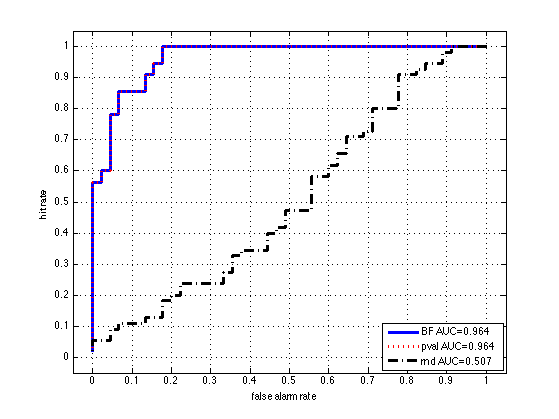 1
0.9
0.8
0.7
0.6
0.5
0.4
0.3
0.2
0.1
0
hit rate
0 0.1 0.2 0.3 0.4 0.5 0.6 0.7 0.8 0.9 1
false alarm rate
BF AUC=0.964
pval AUC=0.964
rnd AUC=0.507